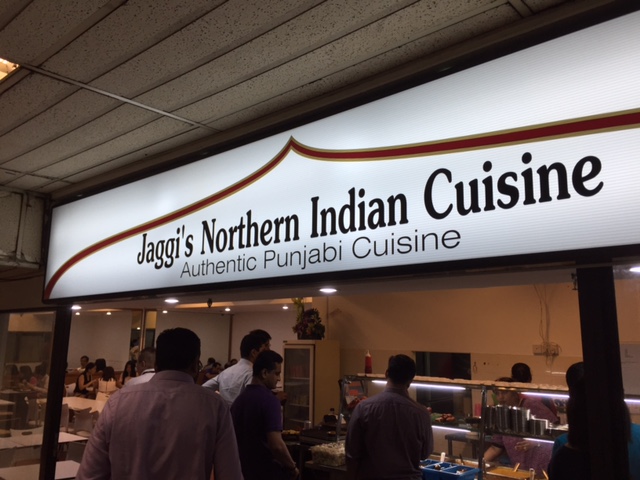 Jaggi's Northern Indian Cuisine
Authentic Punjabi Cuisine